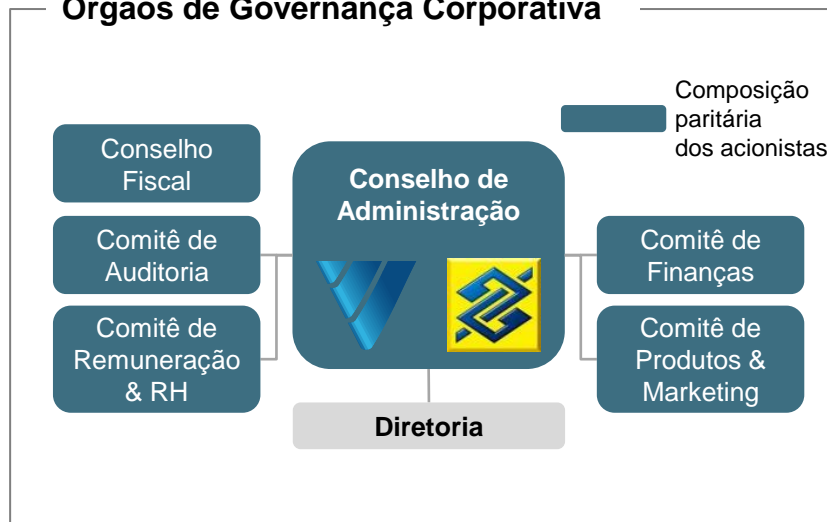 Órgãos de Governança Corporativa
Composição
paritária
dos acionistas
Conselho
Fiscal
Conselho de
Administração
Comitê de
Auditoria
Comitê de
Finanças
Comitê de
Remuneração
& RH
Comitê de
Produtos &
Marketing
Diretoria